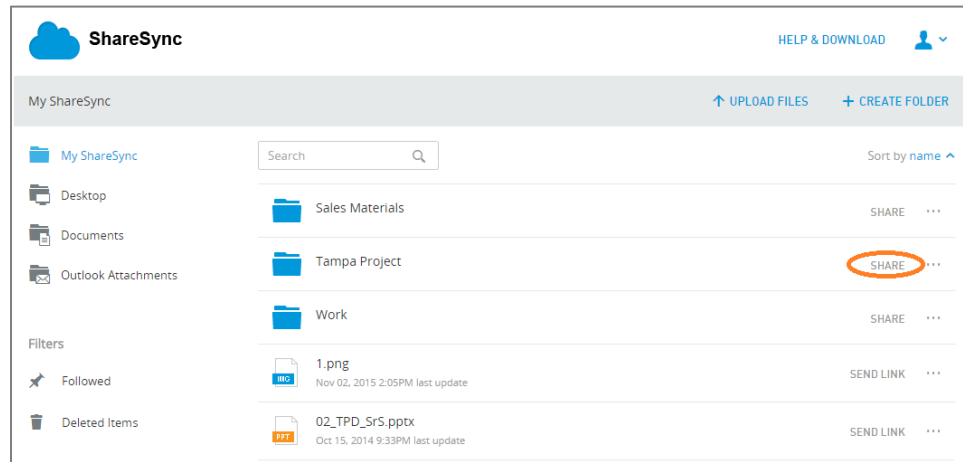 ShareSync
HELP & DOWNLOAD
My ShareSync
UPLOAD FILES
+ CREATE FOLDER
My ShareSync
Desktop
Documents
Outlook Attachments
Filters
Followed
Deleted Items
Search
Sort by name
Sales Materials
SHARE ...
Tampa Project
SHARE ...
Work
SHARE ...
1.png
Nov 02, 2015 2:05PM last update
IMG
SEND LINK ...
02_TPD_SrS.pptx
Oct 15, 2014 9:33PM last update
PPT
SEND LINK ...